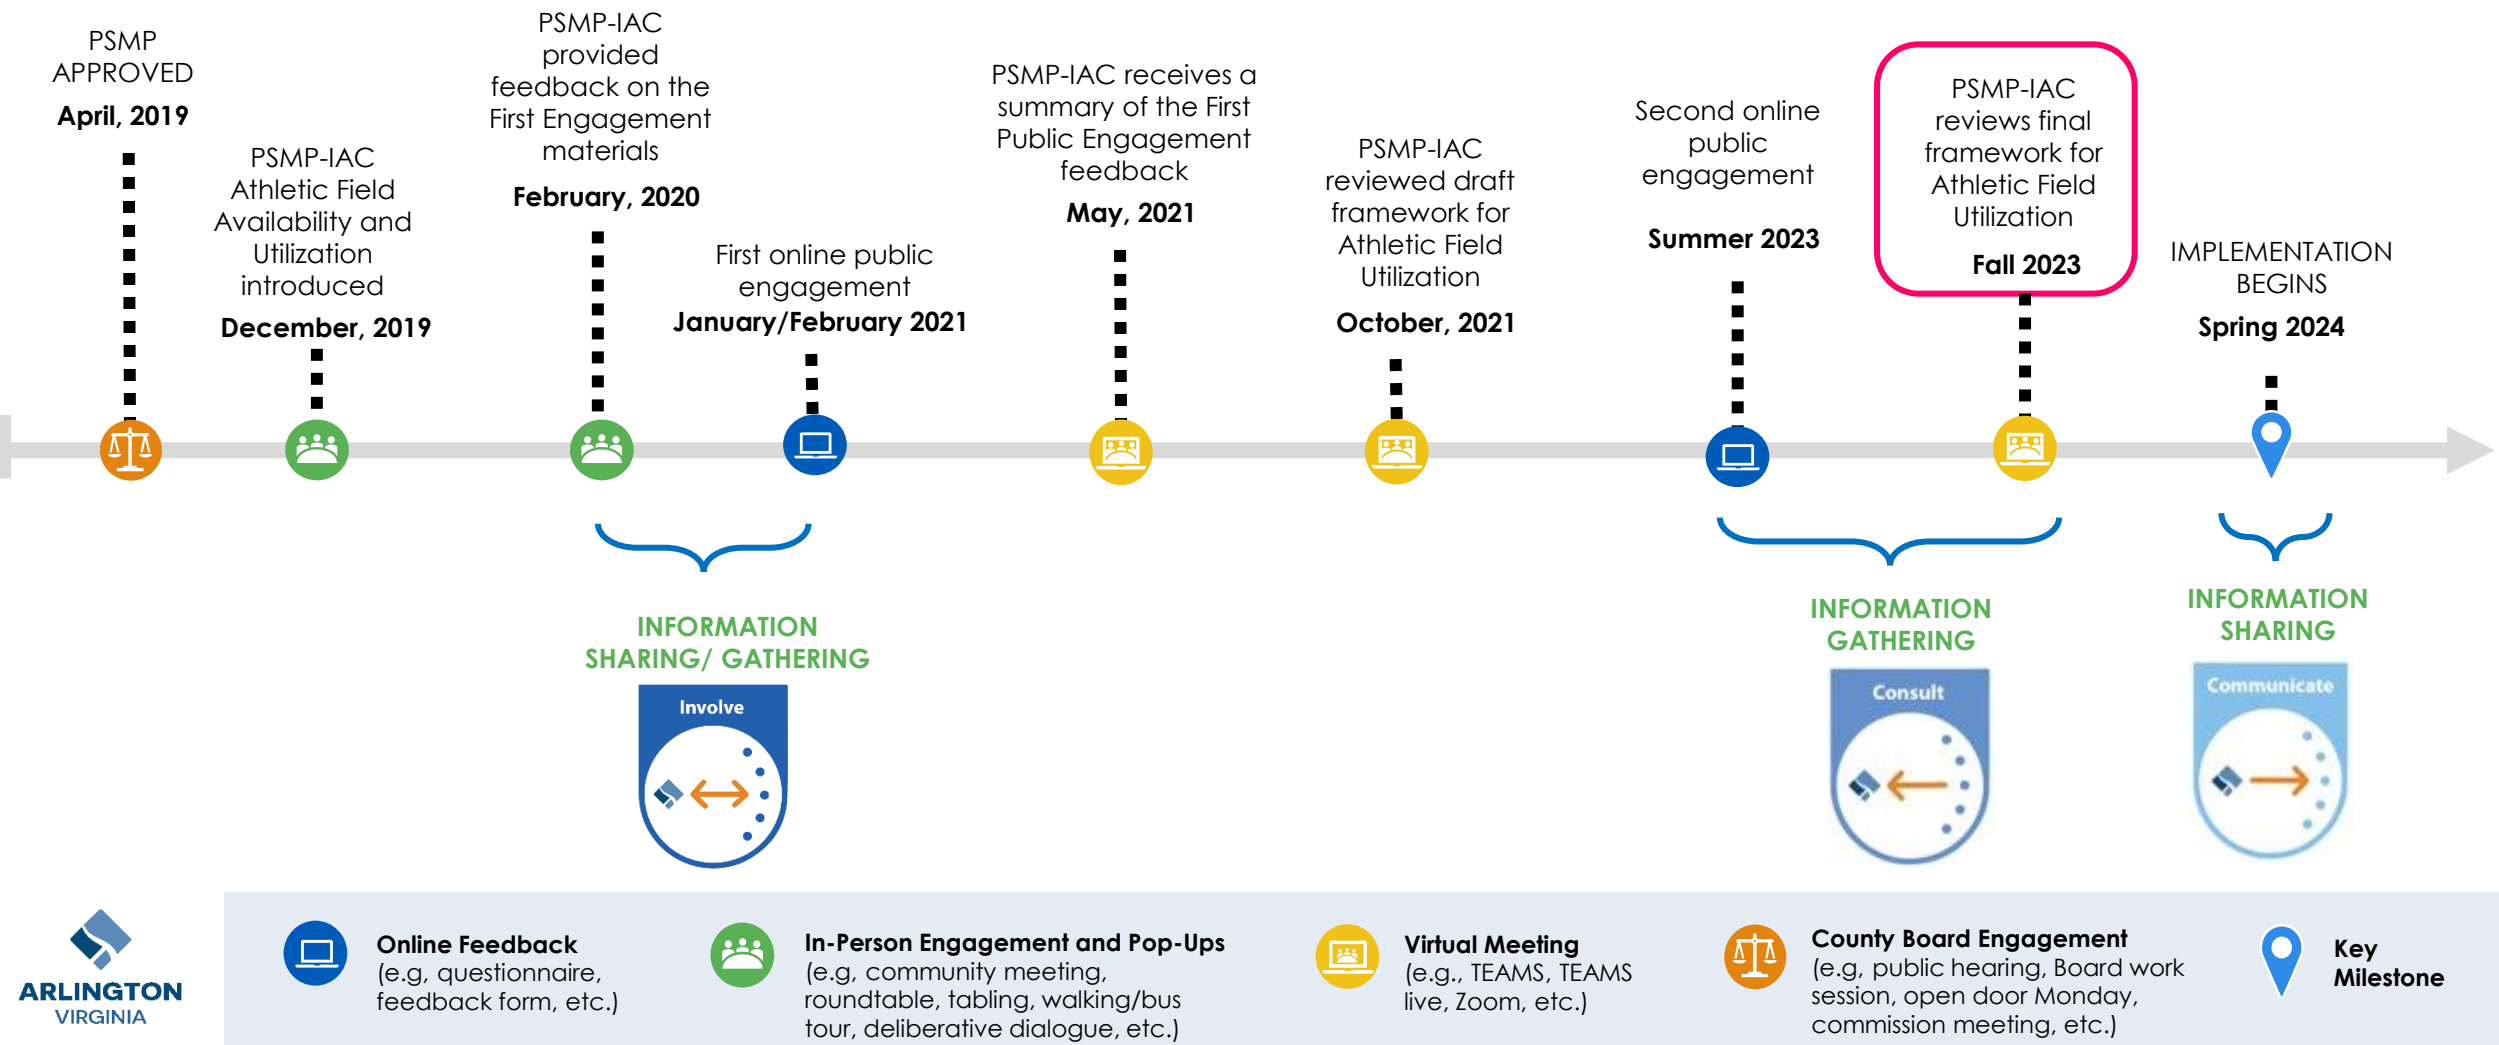 PSMP
APPROVED
April, 2019
PSMP-IAC
Athletic Field
Availability and
Utilization
introduced
December, 2019
PSMP-IAC
provided
feedback on the
First Engagement
materials
February, 2020
First online public
engagement
January/February 2021
PSMP-IAC receives a
summary of the First
Public Engagement
feedback
May, 2021
PSMP-IAC
reviewed draft
framework for
Athletic Field
Utilization
October, 2021
Second online
public
engagement
Summer 2023
PSMP-IAC
reviews final
framework for
Athletic Field
Utilization
Fall 2023
IMPLEMENTATION
BEGINS
Spring 2024
INFORMATION
SHARING/ GATHERING
Involve
INFORMATION
GATHERING
Consult
INFORMATION
SHARING
Communicate
ARLINGTON
VIRGINIA
Online Feedback
(e.g, questionnaire,
feedback form, etc.)
In-Person Engagement and Pop-Ups
(e.g, community meeting,
roundtable, tabling, walking/bus
tour, deliberative dialogue, etc.)
Virtual Meeting
(e.g., TEAMS, TEAMS
live, Zoom, etc.)
County Board Engagement
(e.g, public hearing, Board work
session, open door Monday,
commission meeting, etc.)
Key
Milestone